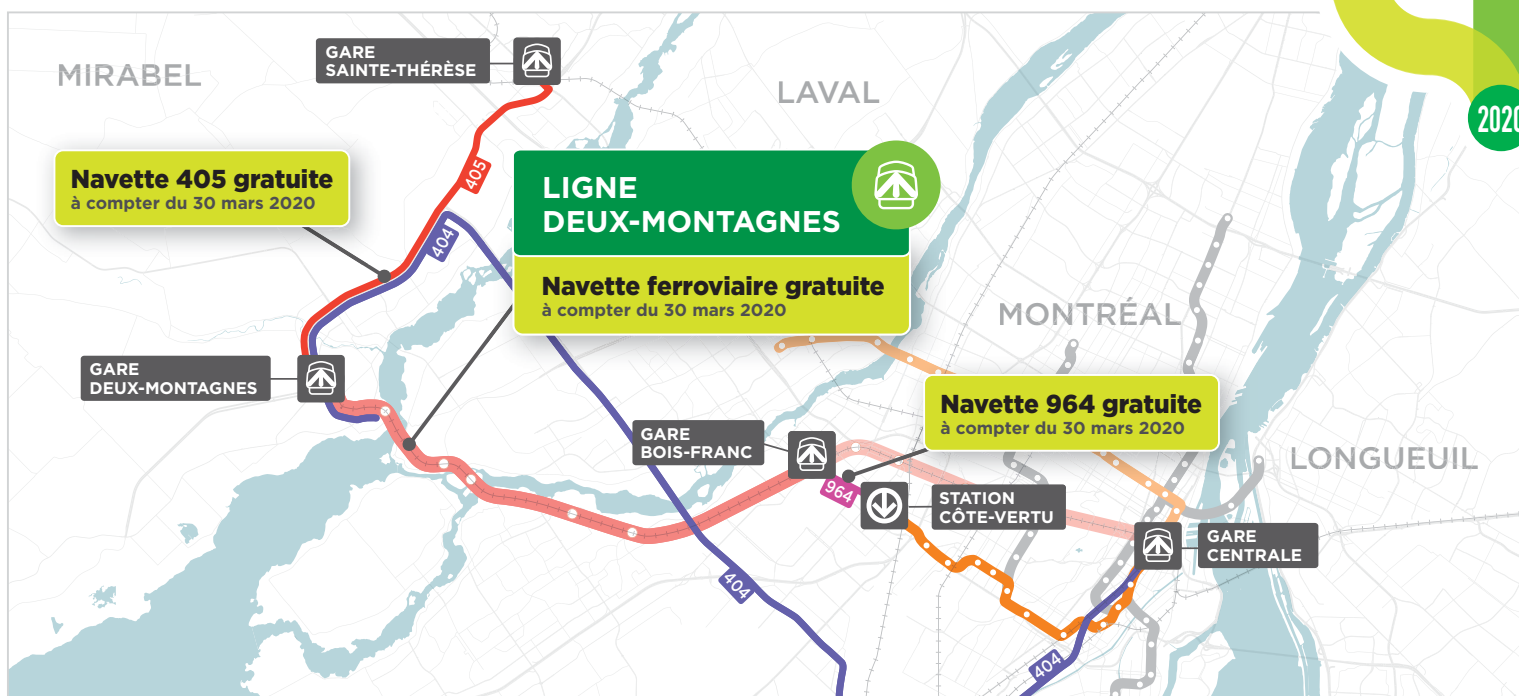 MIRABEL
GARE
SAINTE-THÉRÈSE
LAVAL
2020
Navette 405 gratuite
à compter du 30 mars 2020
405
LIGNE
DEUX-MONTAGNES
404
Navette ferroviaire gratuite
à compter du 30 mars 2020
MONTRÉAL
GARE
DEUX-MONTAGNES
Navette 964 gratuite
à compter du 30 mars 2020
GARE
BOIS-FRANC
LONGUEUIL
964
STATION
CÔTE-VERTU
GARE
CENTRALE
404
404